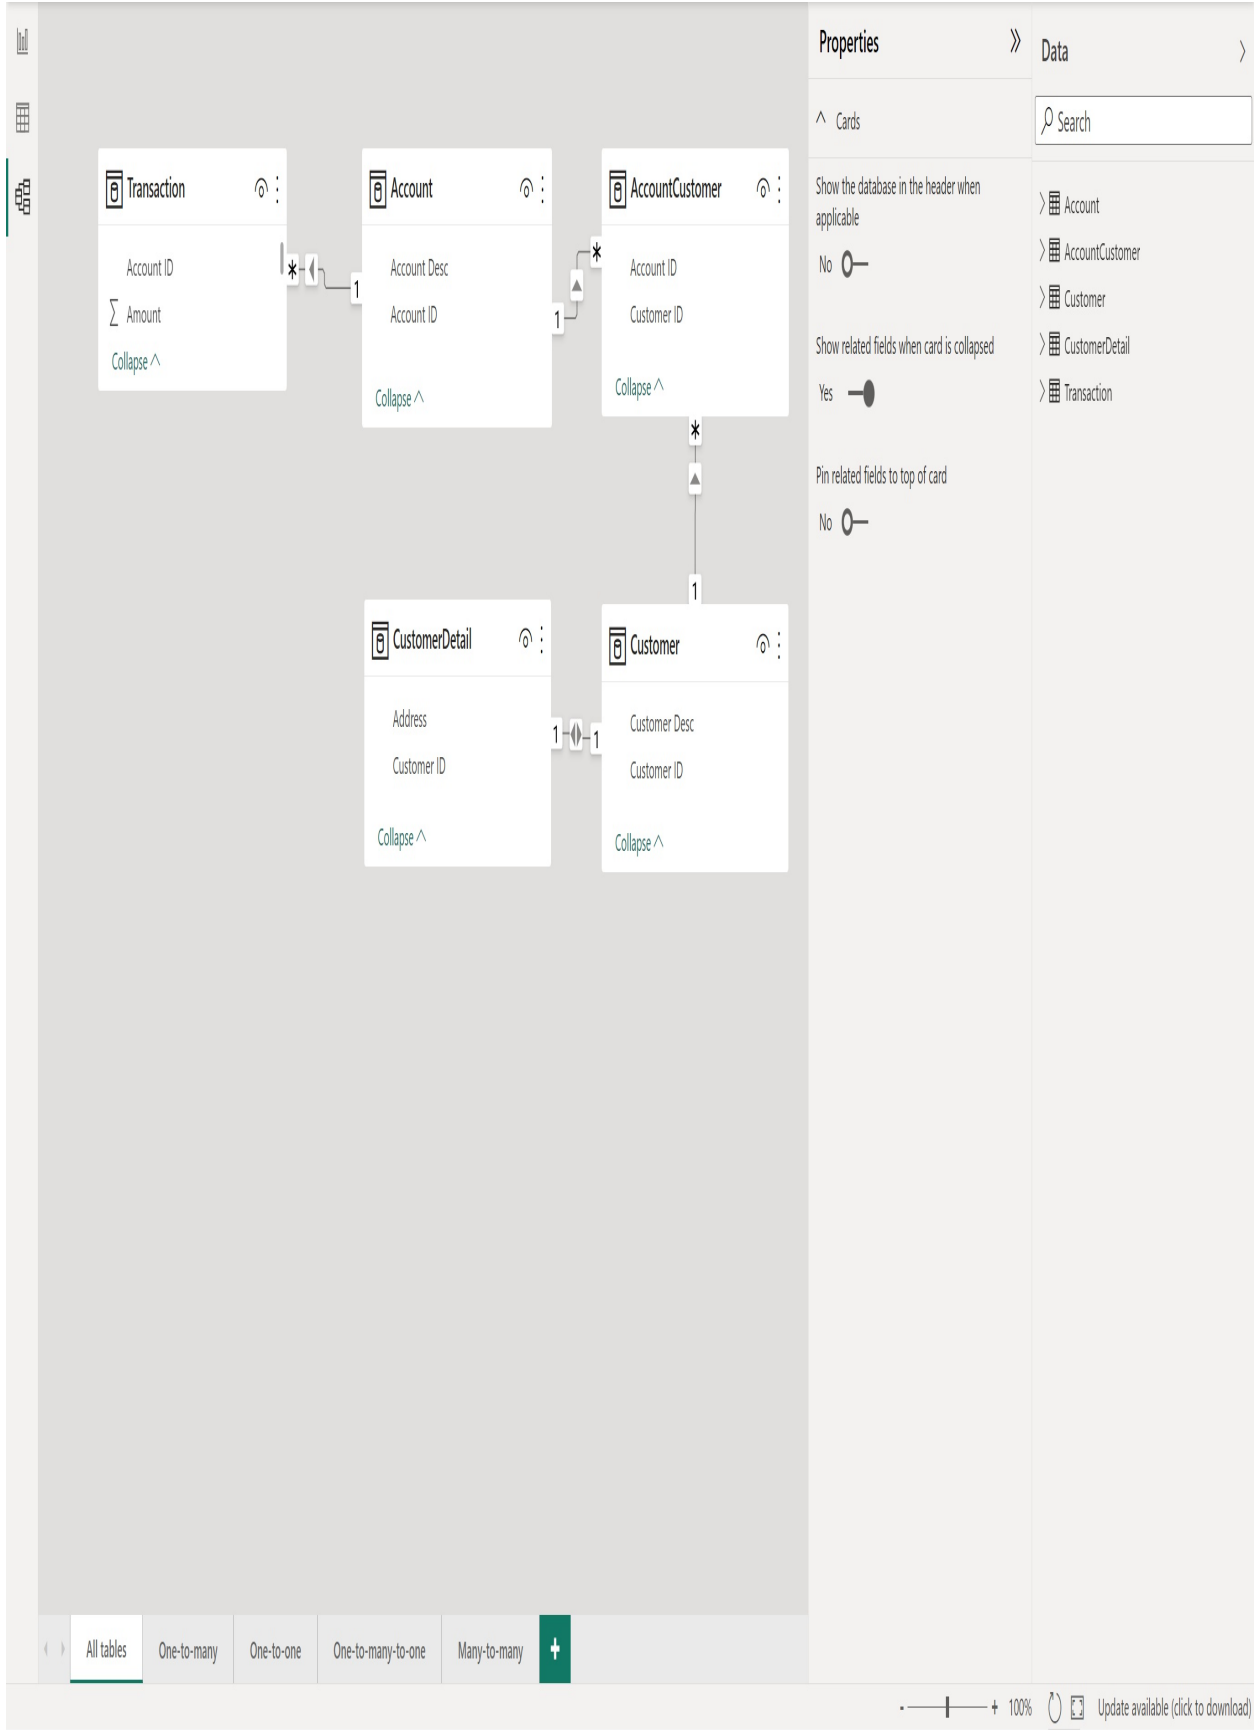 Transaction
Account ID
Amount
Collapse
*
1
Account
Account Desc
Account ID
Collapse
1
*
AccountCustomer
Account ID
Customer ID
Collapse
*
1
CustomerDetail
Address
Customer ID
Collapse
1
1
Customer
Customer Desc
Customer ID
Collapse
Properties
Cards
Show the database in the header when
applicable
No
Show related fields when card is collapsed
Yes
Pin related fields to top of card
No
Data
Search
Account
AccountCustomer
Customer
CustomerDetail
Transaction
All tables
One-to-many
One-to-one
One-to-many-to-one
Many-to-many
+
- + 100%
Update available (click to download)